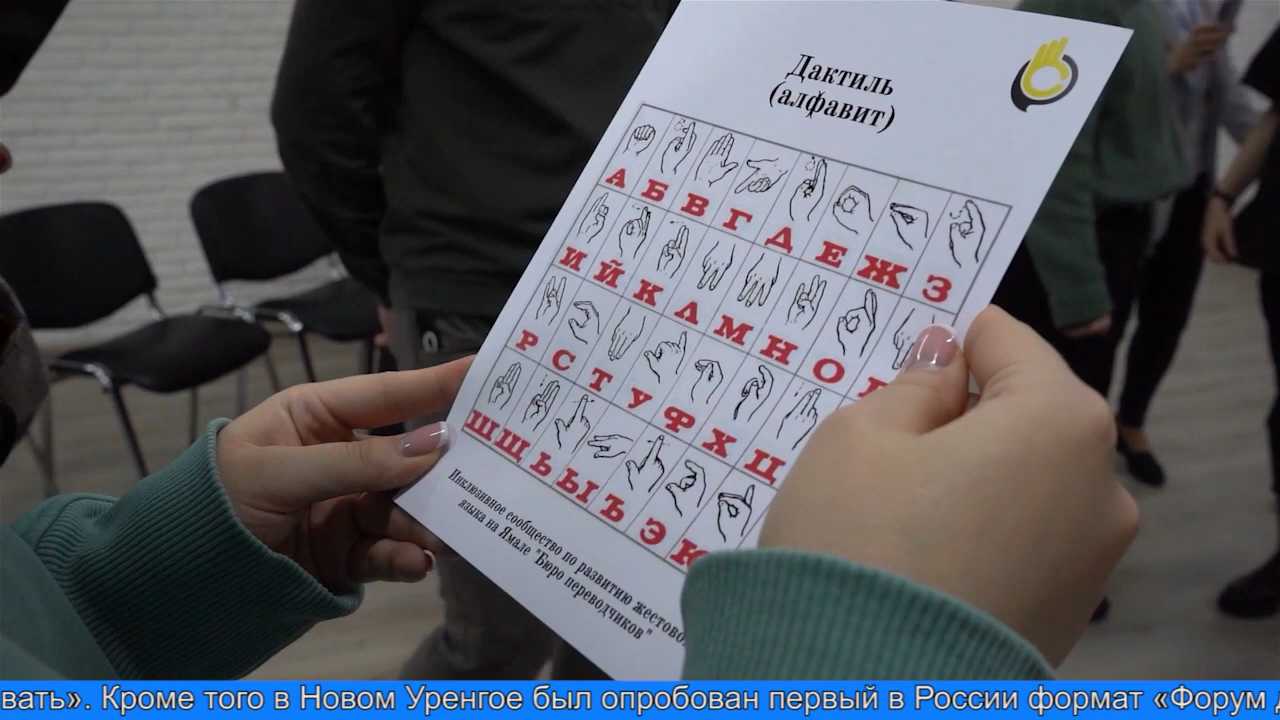 Дактиль
(алфавит)
А Б В Г Д Е Ж З
И Й К Л М Н О
Р С Т У Ф Х Ц
Ш Щ Ь Ы Ъ Э
Инклюзивное сообщество по развитию
языка на Ямале "Бюро переводчиков"
вать». Кроме того в Новом Уренгое был опробован первый в России формат «Форум